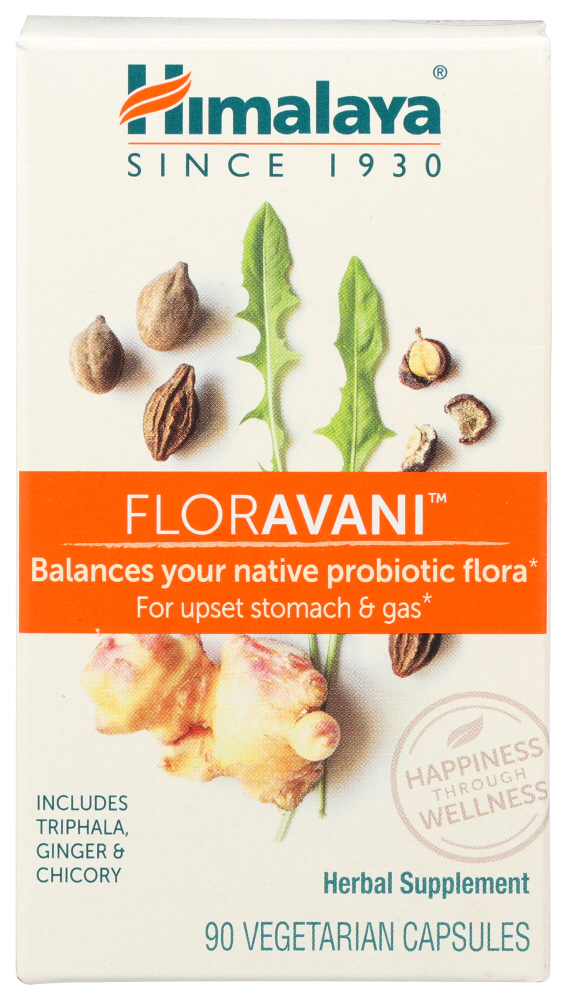 Himalaya®
SINCE 1930
FLORAVANI™
Balances your native probiotic flora*
For upset stomach & gas*
HAPPINESS
THROUGH
WELLNESS
INCLUDES
TRIPHALA,
GINGER &
CHICORY
Herbal Supplement
90 VEGETARIAN CAPSULES